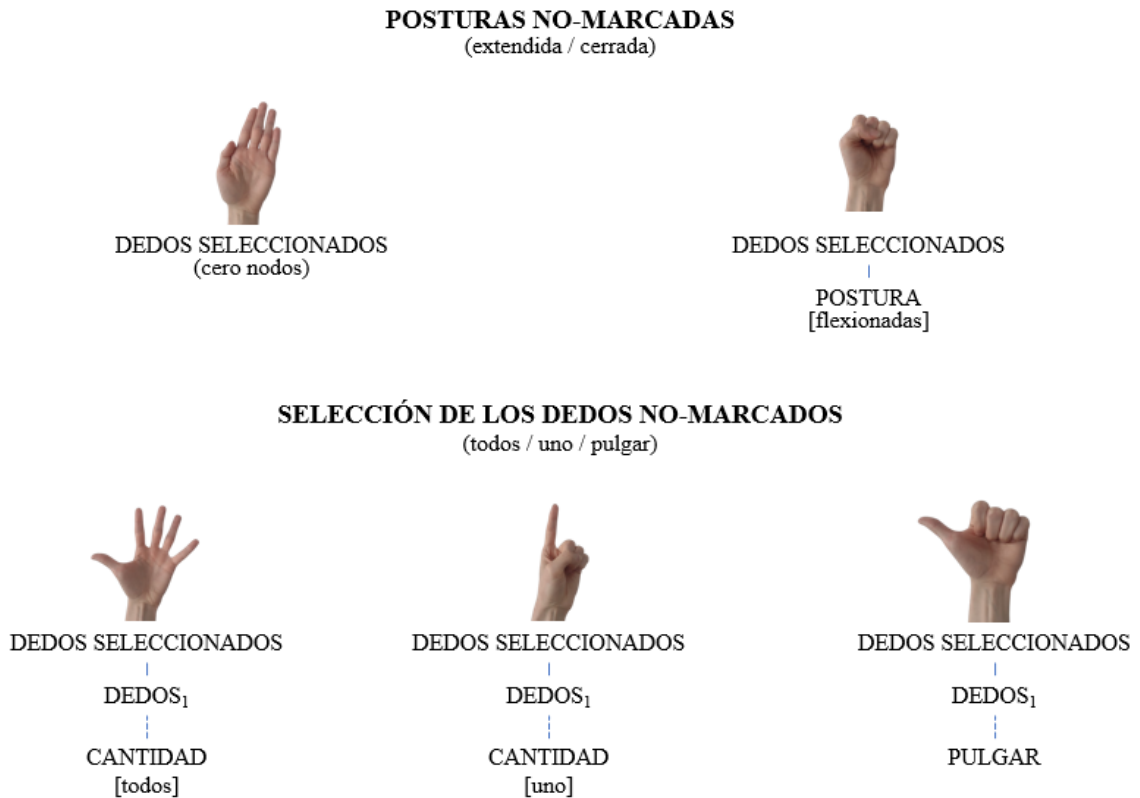 POSTURAS NO-MARCADAS
(extendida / cerrada)
DEDOS SELECCIONADOS
(cero nodos)
DEDOS SELECCIONADOS
POSTURA
[flexionadas]
SELECCIÓN DE LOS DEDOS NO-MARCADOS
(todos / uno / pulgar)
DEDOS SELECCIONADOS
DEDOS₁
CANTIDAD
[todos]
DEDOS SELECCIONADOS
DEDOS₁
CANTIDAD
[uno]
DEDOS SELECCIONADOS
DEDOS₁
PULGAR